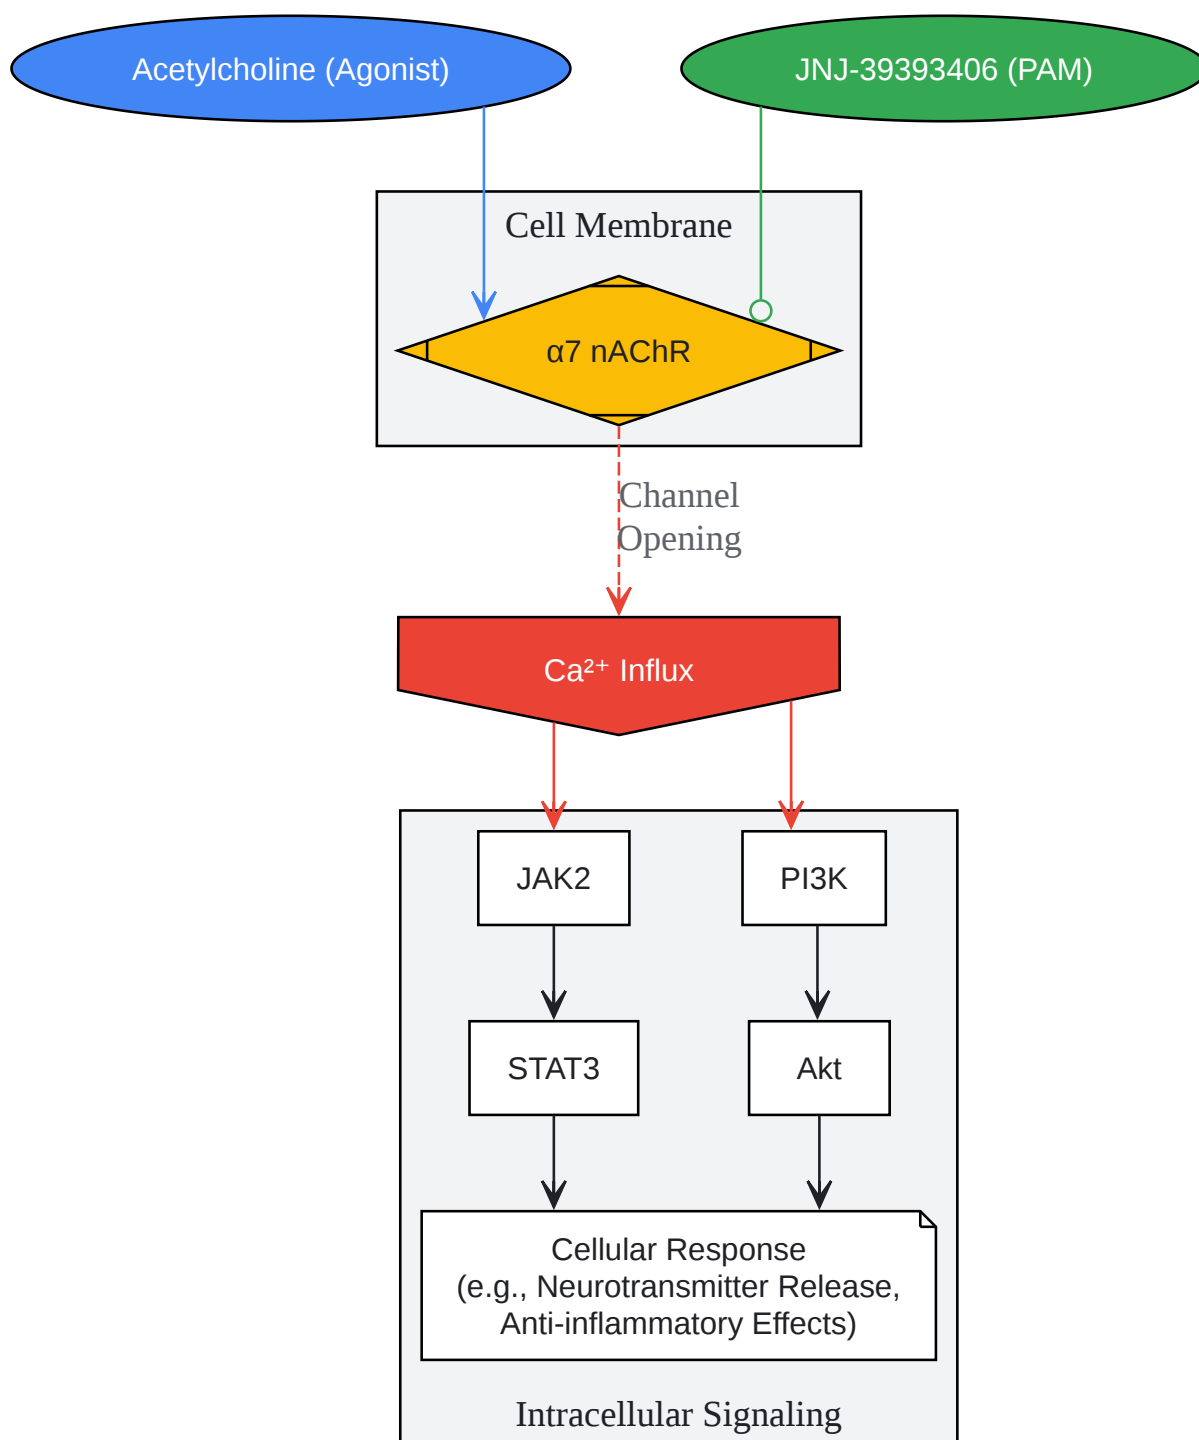 Acetylcholine (Agonist)
JNJ-39393406 (PAM)
Cell Membrane
α7 nAChR
Channel
Opening
Ca²⁺ Influx
JAK2
PI3K
STAT3
Akt
Cellular Response
(e.g., Neurotransmitter Release,
Anti-inflammatory Effects)
Intracellular Signaling